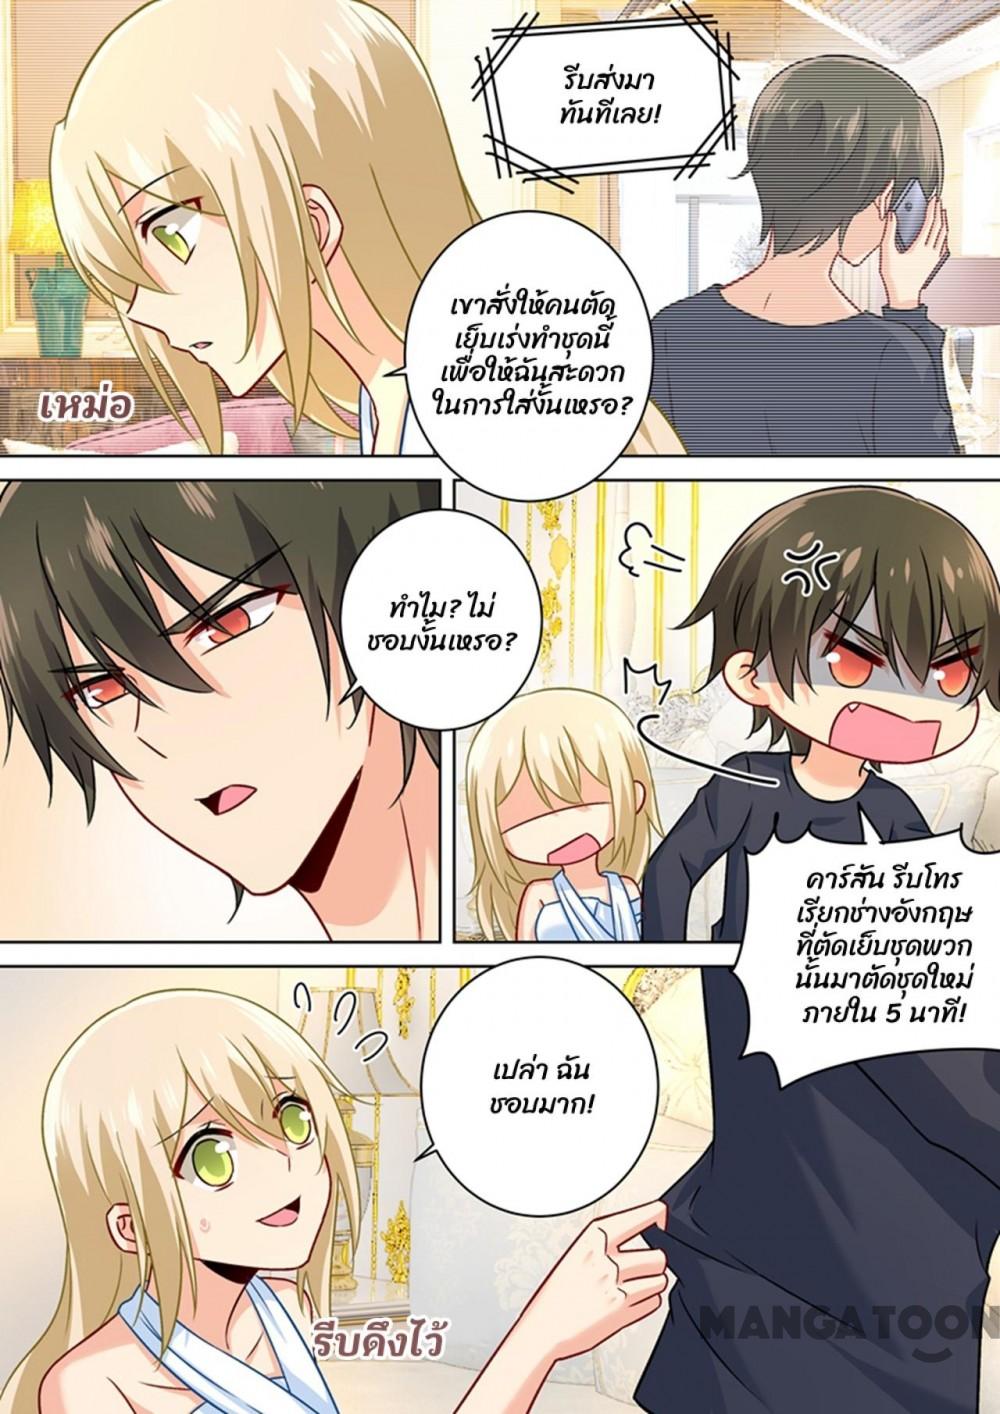 รีบส่งมา
ทันทีเลย!
เขาสั่งให้คนตัด
เย็บเร่งทำชุดนี้
เพื่อให้ฉันสะดวก
ในการใส่งั้นเหรอ?
เหม่อ
ทำไม? ไม่
ชอบงั้นเหรอ?
คาร์สัน รีบโทร
เรียกช่างอังกฤษ
ที่ตัดเย็บชุดพวก
นั้นมาตัดชุดใหม่
ภายใน 5 นาที!
เปล่า ฉัน
ชอบมาก!
รีบดึงไว้
MANGATOON